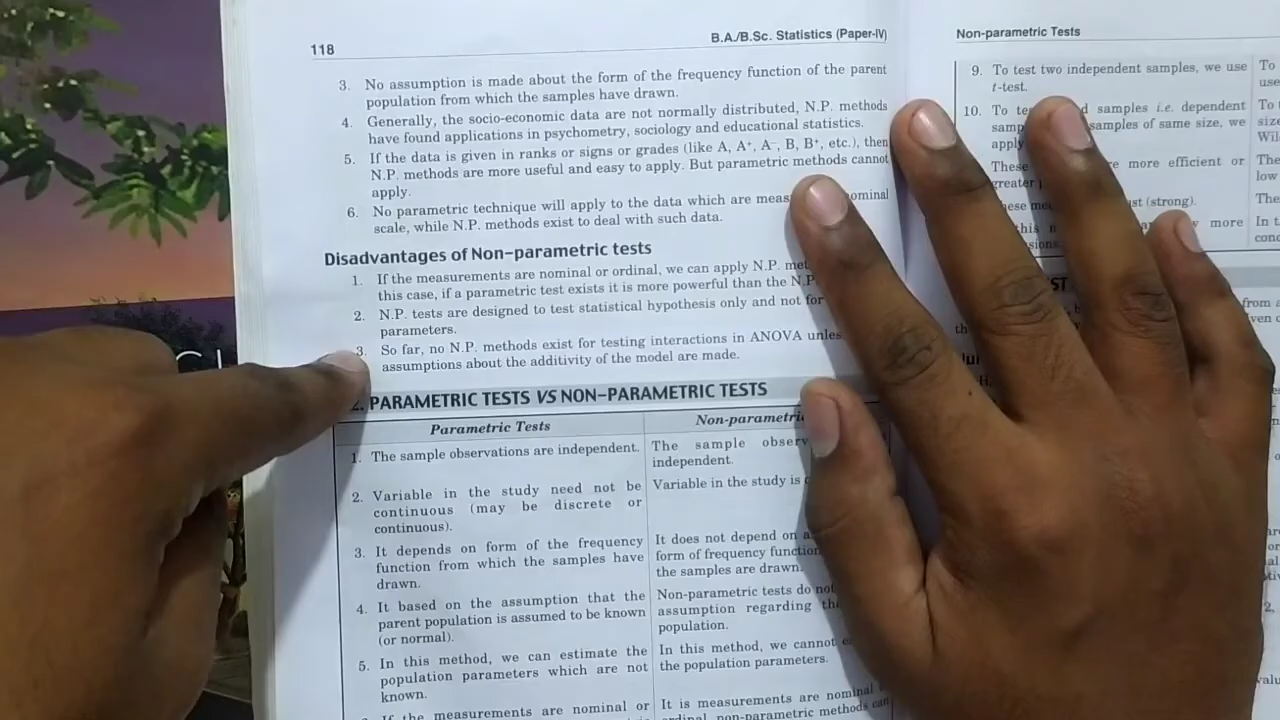 118
B.A./B.Sc. Statistics (Paper-IV)
3. No assumption is made about the form of the frequency function of the parent
population from which the samples have drawn.
4. Generally, the socio-economic data are not normally distributed, N.P. methods
have found applications in psychometry, sociology and educational statistics.
5. If the data is given in ranks or signs or grades (like A, A⁺, A⁻, B, B⁺, etc.), then
N.P. methods are more useful and easy to apply. But parametric methods cannot
apply.
6. No parametric technique will apply to the data which are
scale, while N.P. methods exist to deal with such data.
Disadvantages of Non-parametric tests
1. If the measurements are nominal or ordinal, we can apply N.P.
this case, if a parametric test exists it is more powerful than the N.P.
2. N.P. tests are designed to test statistical hypothesis only and not for
parameters.
3. So far, no N.P. methods exist for testing interactions in ANOVA
assumptions about the additivity of the model are made.
PARAMETRIC TESTS VS NON-PARAMETRIC TESTS
Parametric Tests
1. The sample observations are independent.
2. Variable in the study need not be
continuous (may be discrete or
continuous).
3. It depends on form of the frequency
function from which the samples have
drawn.
4. It based on the assumption that the
parent population is assumed to be known
(or normal).
5. In this method, we can estimate the
population parameters which are not
known.
If the measurements are nominal or
The sample
independent.
Variable in the study is
It does not depend on
form of frequency
the samples are drawn.
Non-parametric tests do not
assumption regarding
population.
In this method, we cannot
the population parameters.
It is measurements are nominal
ordinal, non-parametric methods can
Non-parametric Tests
9. To test two independent samples, we use
t-test.
10. To samples i.e. dependent
samples of same size, we
apply
These more efficient or
(strong).
more
To